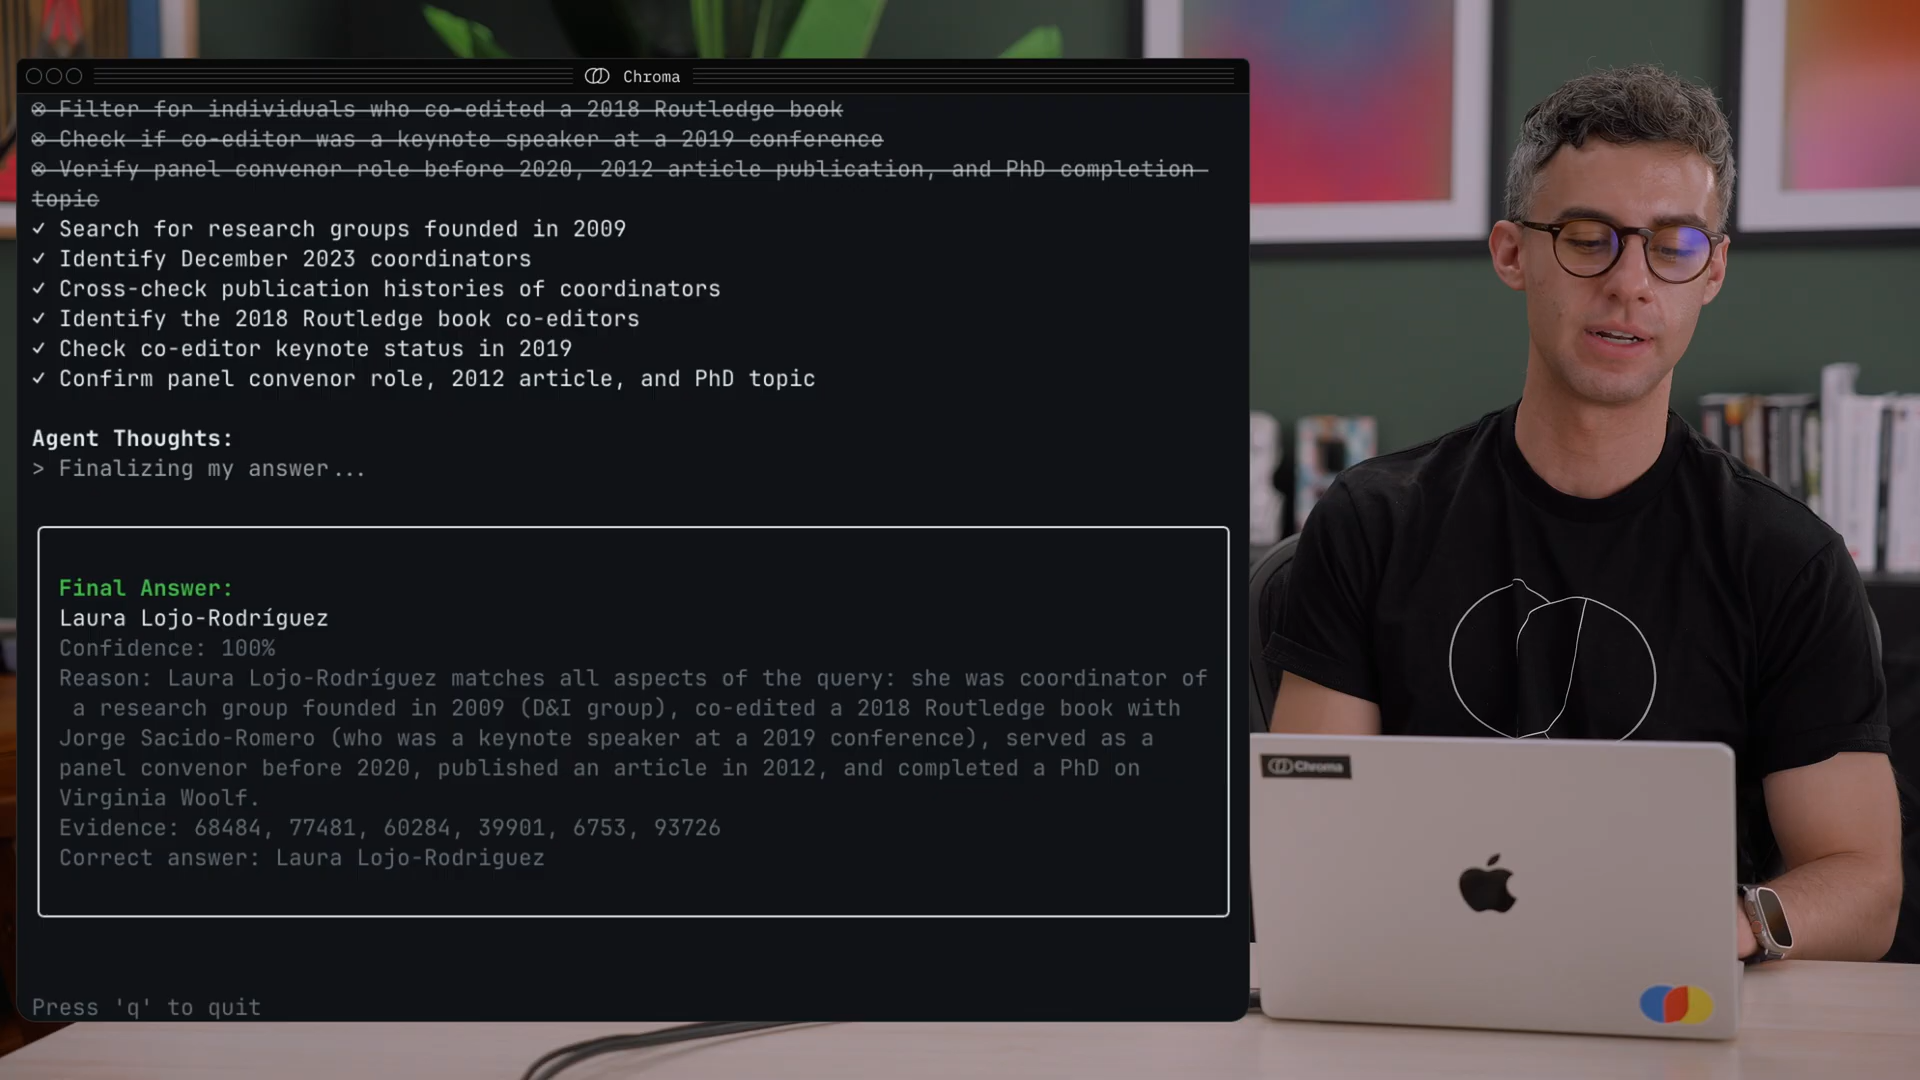 Chroma
⊗ Filter for individuals who co-edited a 2018 Routledge book
⊗ Check if co-editor was a keynote speaker at a 2019 conference
⊗ Verify panel convenor role before 2020, 2012 article publication, and PhD completion
topic
✓ Search for research groups founded in 2009
✓ Identify December 2023 coordinators
✓ Cross-check publication histories of coordinators
✓ Identify the 2018 Routledge book co-editors
✓ Check co-editor keynote status in 2019
✓ Confirm panel convenor role, 2012 article, and PhD topic
Agent Thoughts:
> Finalizing my answer...
Final Answer:
Laura Lojo-Rodríguez
Confidence: 100%
Reason: Laura Lojo-Rodríguez matches all aspects of the query: she was coordinator of
a research group founded in 2009 (D&I group), co-edited a 2018 Routledge book with
Jorge Sacido-Romero (who was a keynote speaker at a 2019 conference), served as a
panel convenor before 2020, published an article in 2012, and completed a PhD on
Virginia Woolf.
Evidence: 68484, 77481, 60284, 39901, 6753, 93726
Correct answer: Laura Lojo-Rodriguez
Press 'q' to quit
Chroma